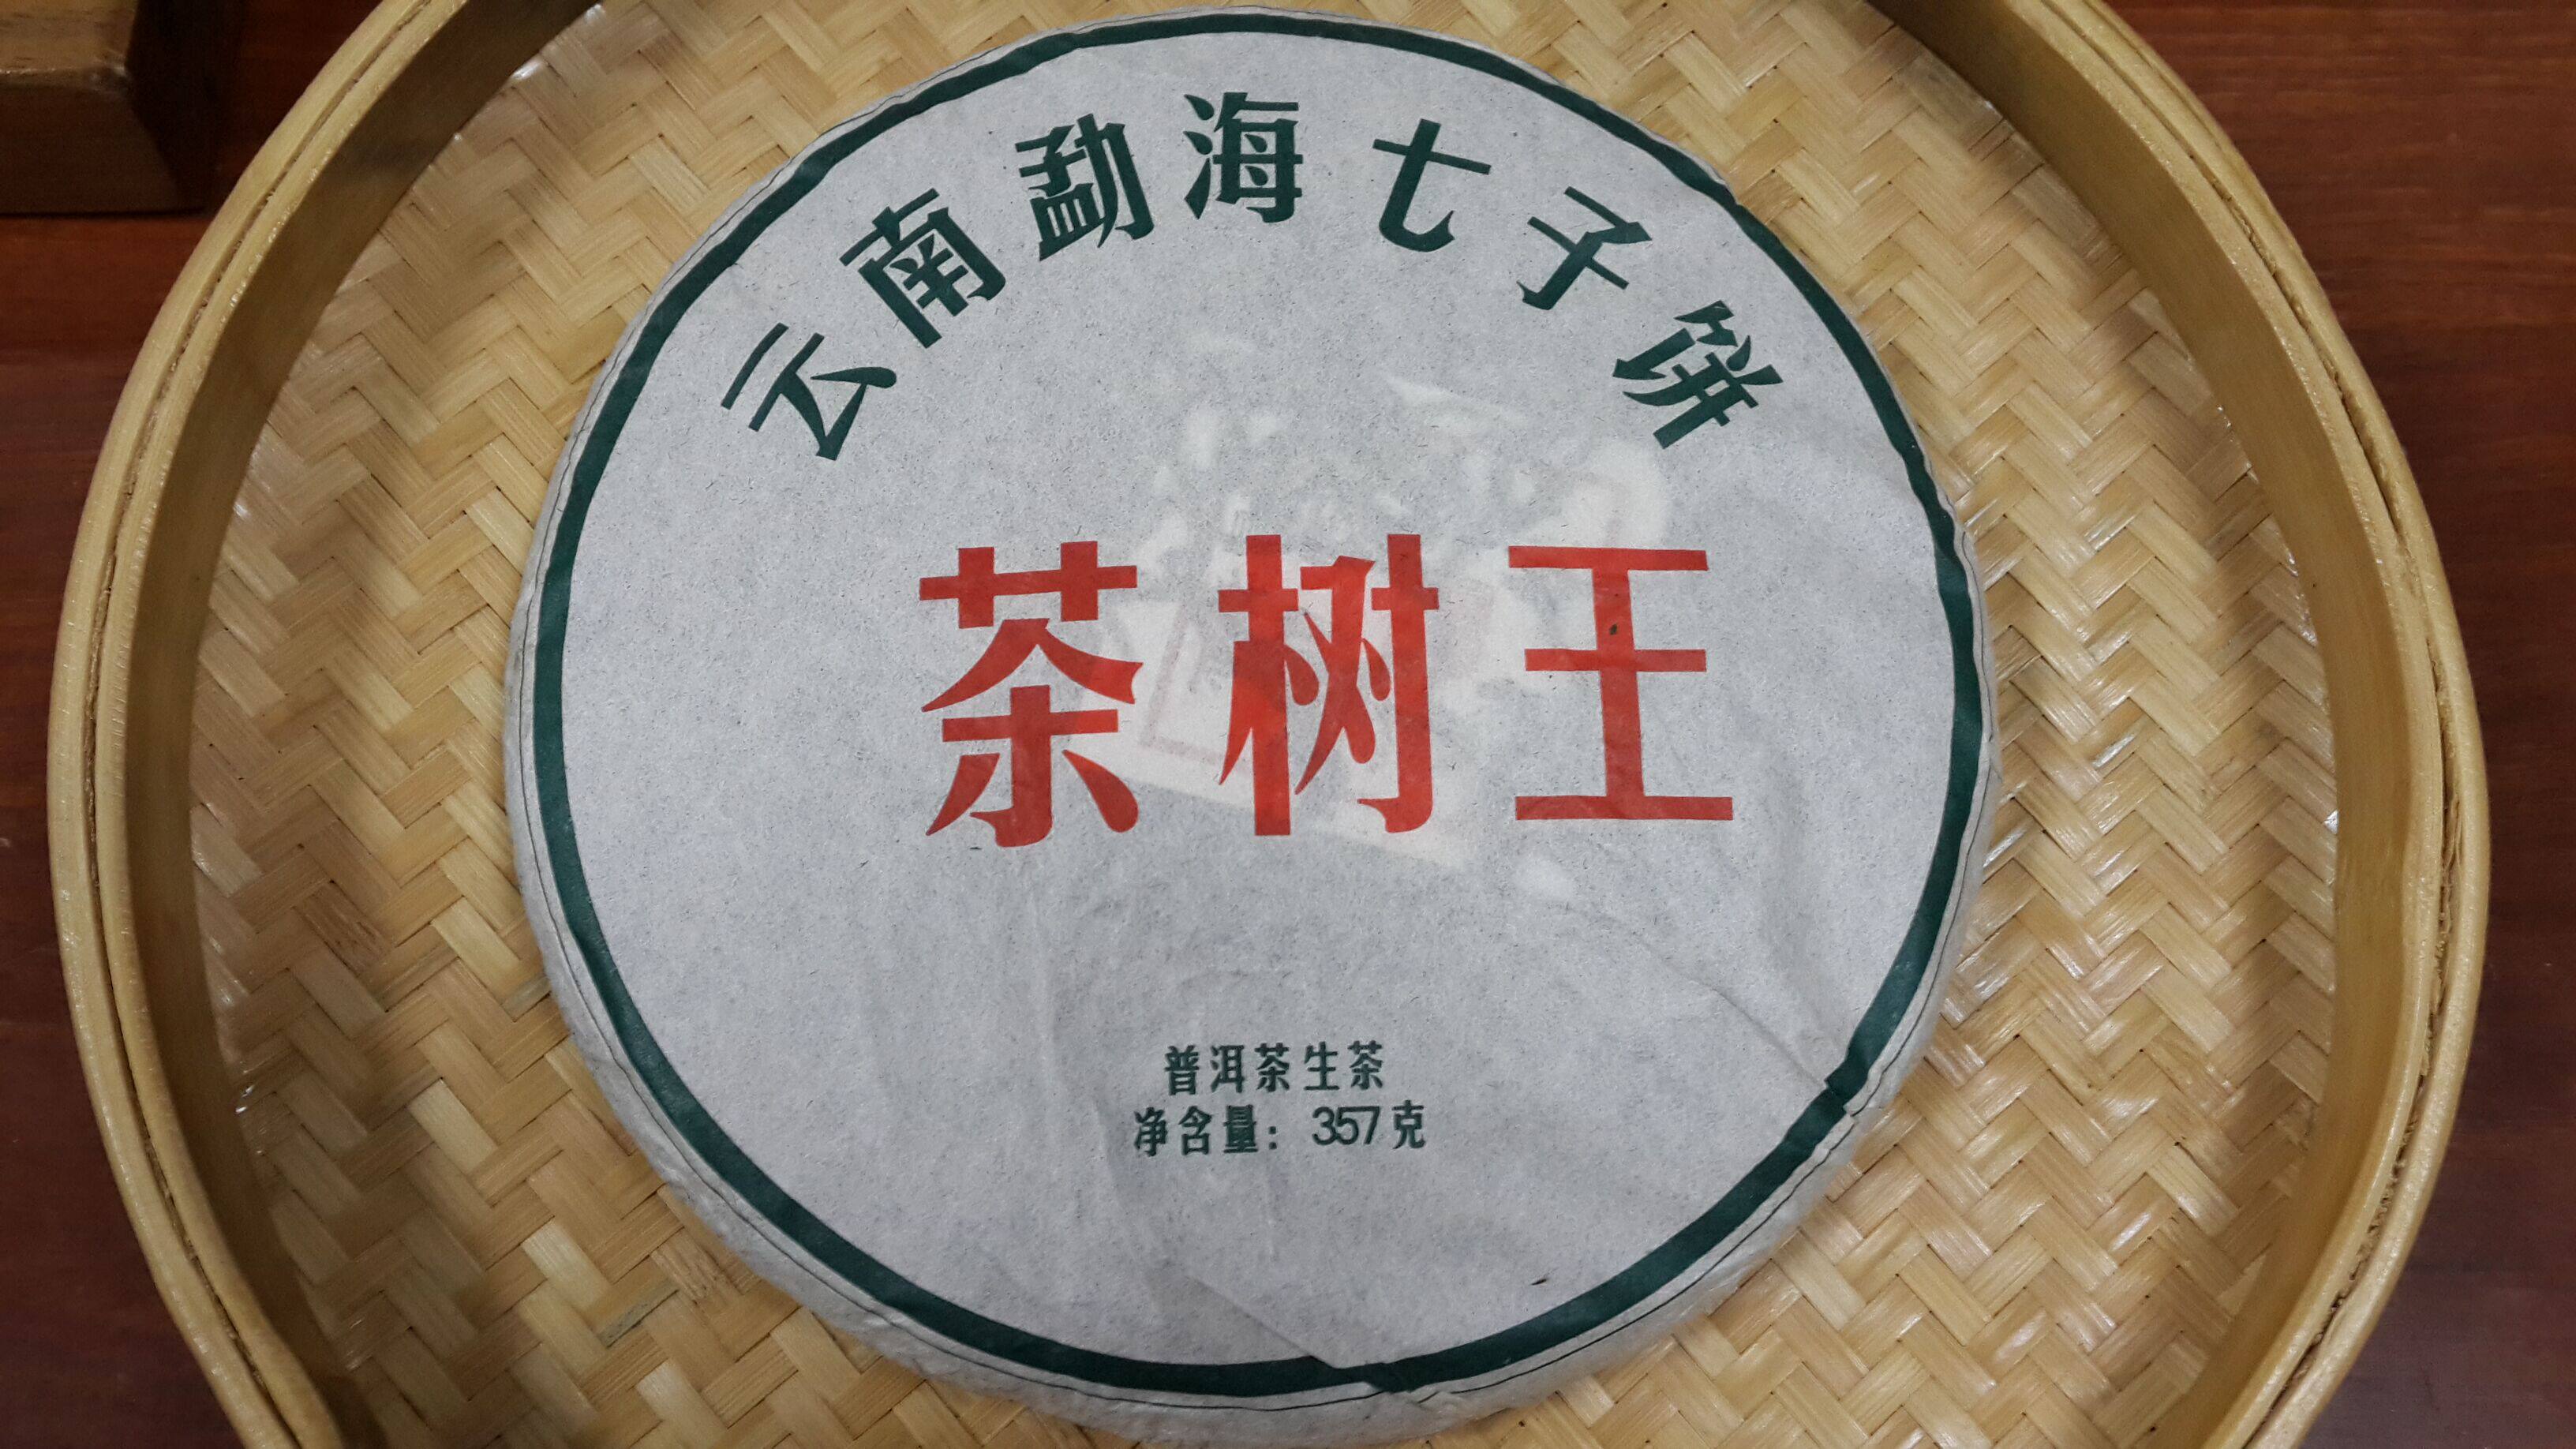 云南勐海七子饼
茶树王
普洱茶生茶
净含量：357克